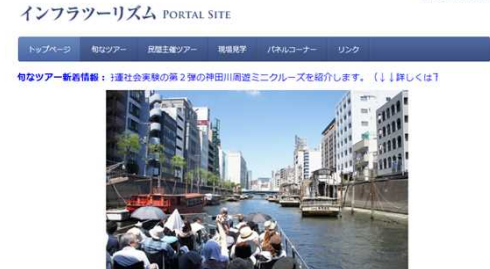 インフラツーリズム PORTAL SITE
トップページ 旬なツアー 民間主催ツアー 現場見学 パネルコーナー リンク
旬なツアー新着情報： 運社会実験の第2弾の神田川周遊ミニクルーズを紹介します。（↓↓詳しくは